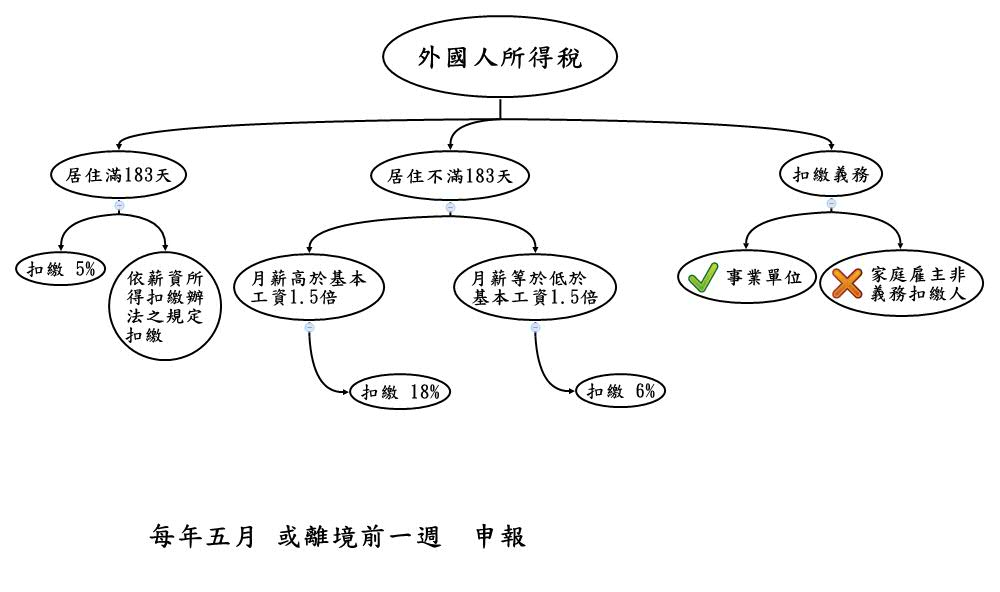 外國人所得稅
居住滿183天
居住不滿183天
扣繳義務
扣繳 5%
依薪資所
得扣繳辦
法之規定
扣繳
月薪高於基本
工資1.5倍
月薪等於低於
基本工資1.5倍
事業單位
家庭雇主非
義務扣繳人
扣繳 18%
扣繳 6%
每年五月 或離境前一週 申報